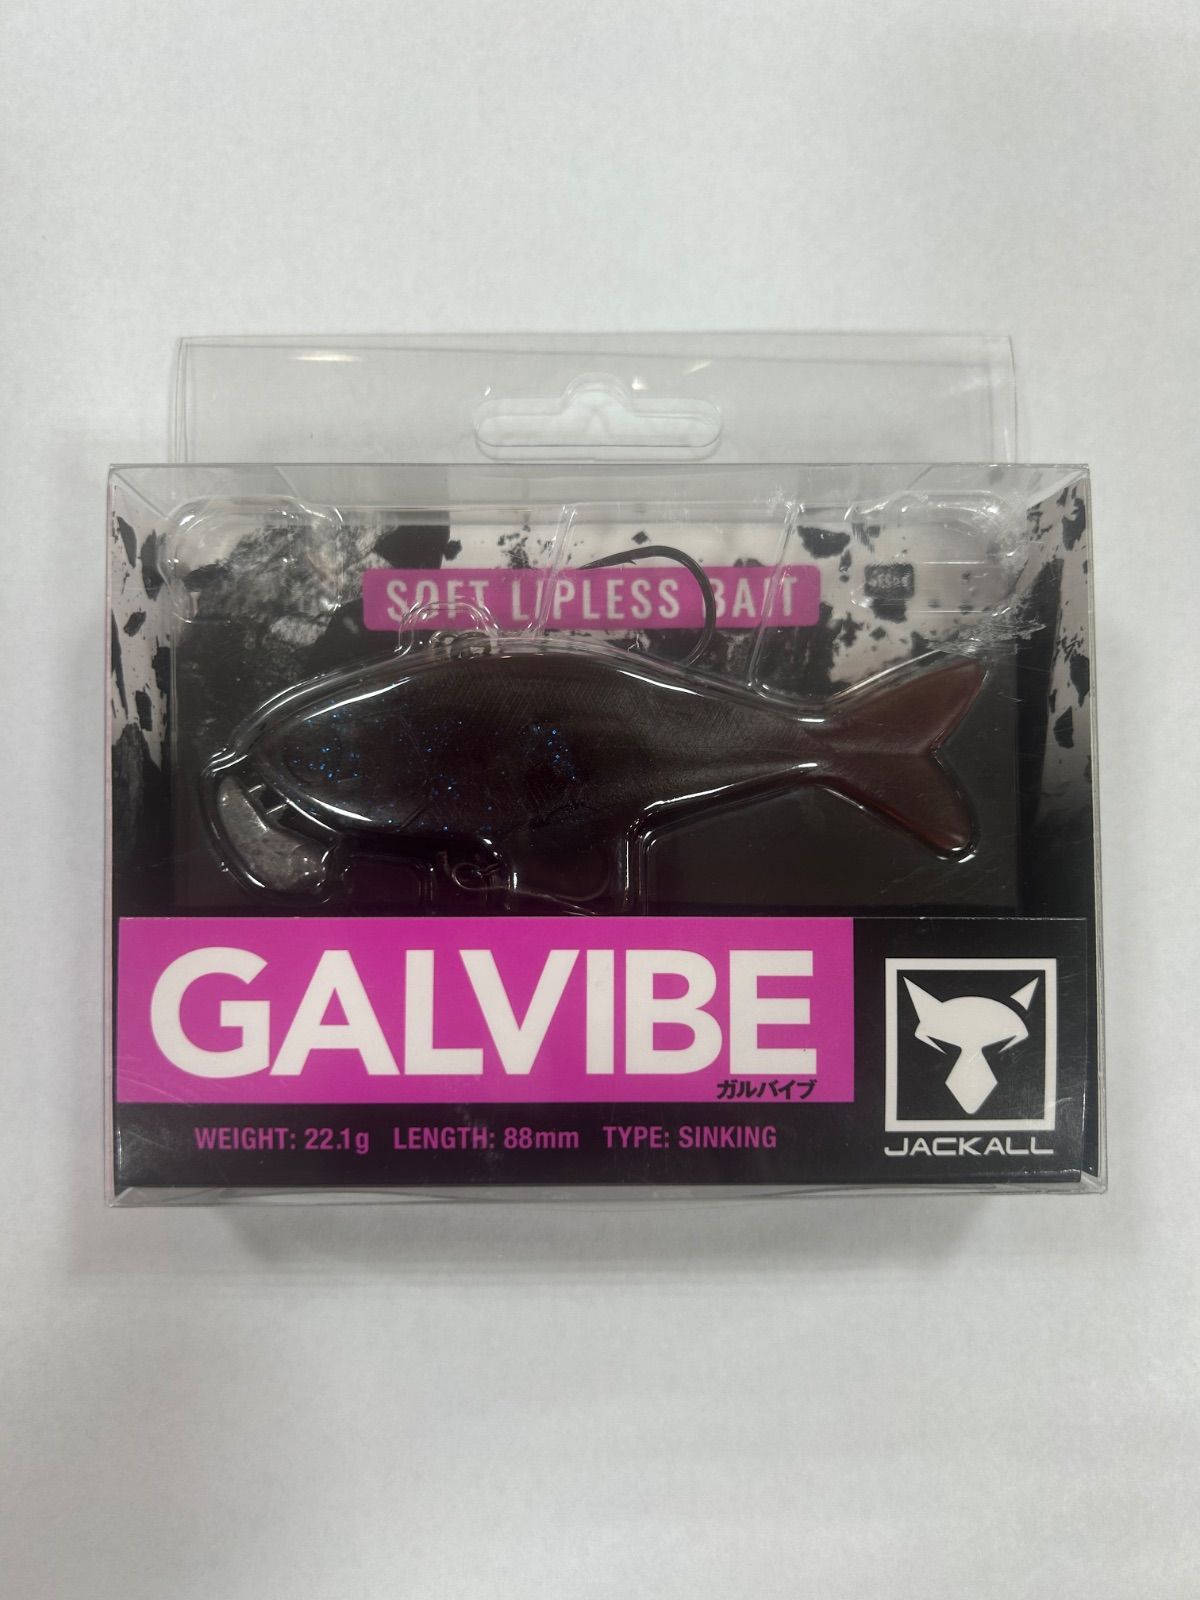 SOFT LIPLESS BAIT
GALVIBE
ガルバイブ
WEIGHT: 22.1g LENGTH: 88mm TYPE: SINKING
JACKALL